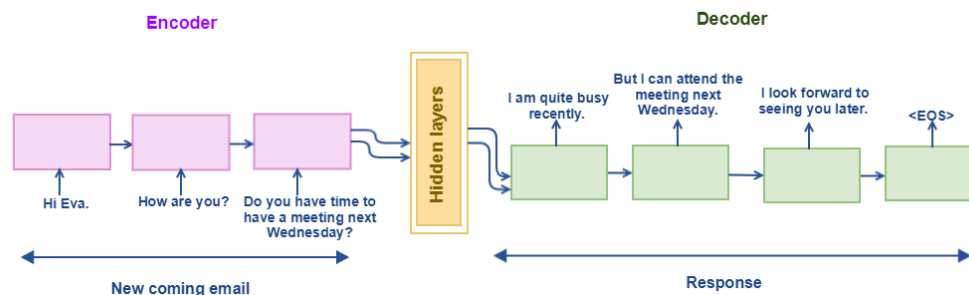 Encoder
Decoder
Hi Eva.
How are you?
Do you have time to
have a meeting next
Wednesday?
New coming email
Hidden layers
I am quite busy
recently.
But I can attend the
meeting next
Wednesday.
I look forward to
seeing you later.
<EOS>
Response